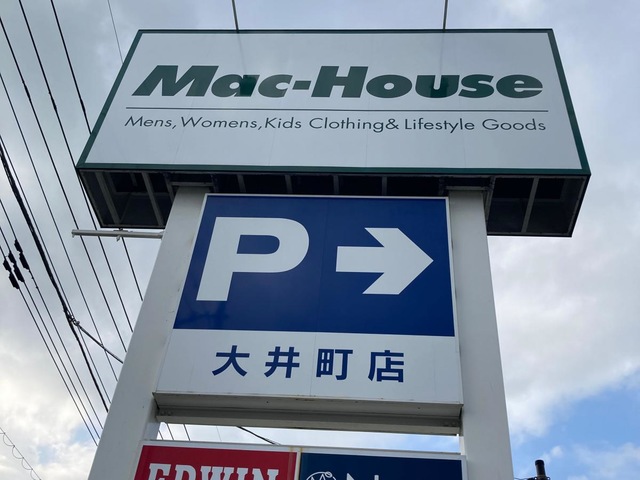 Mac-House
Mens, Womens, Kids Clothing & Lifestyle Goods
P
大井町店
EDWIN